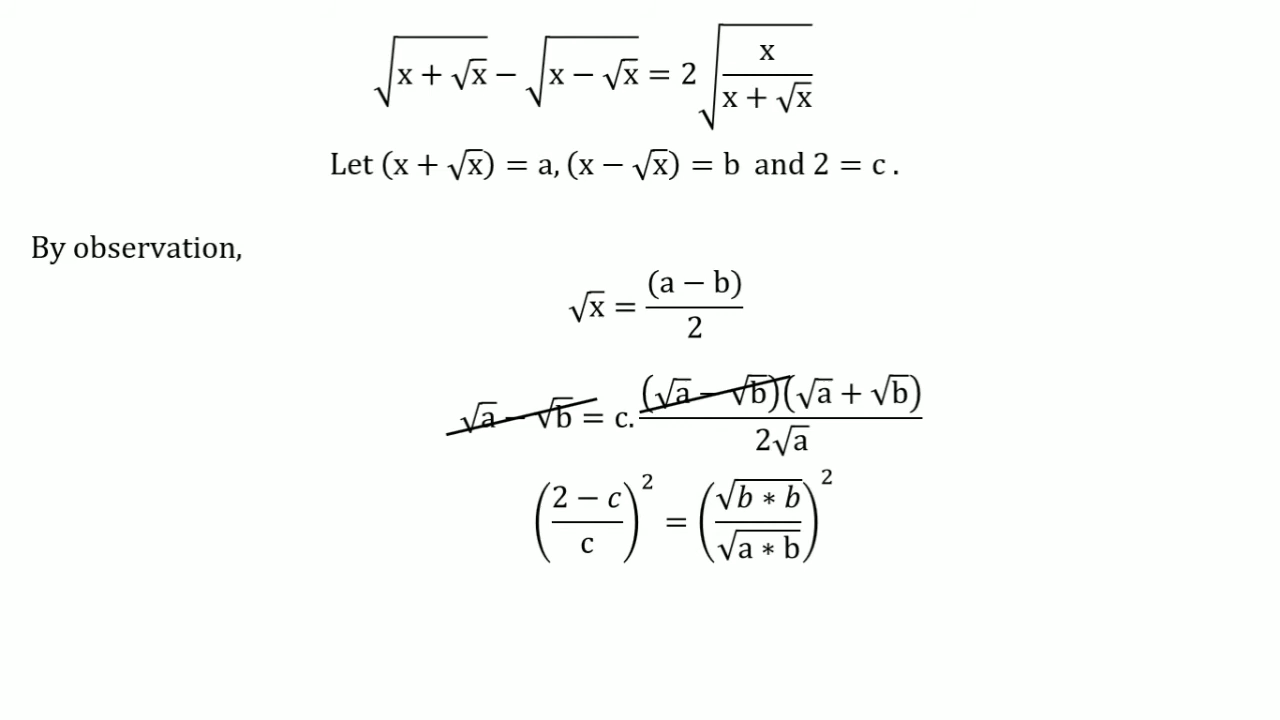 √(x + √x) − √(x − √x) = 2 √(x/(x + √x))
Let (x + √x) = a, (x − √x) = b and 2 = c .
By observation,
√x = (a − b)/2
√a − √b = c. (√a − √b)(√a + √b)/2√a
((2 − c)/c)² = (√(b ∗ b)/√(a ∗ b))²